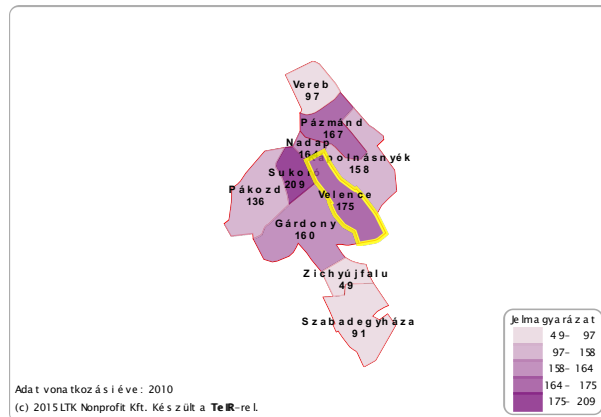 Vereb
97
Pázmánd
167
Nadap
Kápolnásnyék
158
Sukoró
209
Velence
175
Pákozd
136
Gárdony
160
Zichyújfalu
49
Szabadegyháza
91
Jelmagyarázat
49- 97
97- 158
158- 164
164 - 175
175- 209
Adat vonatkozási éve: 2010
(c) 2015 LTK Nonprofit Kft. Készült a TeIR-rel.